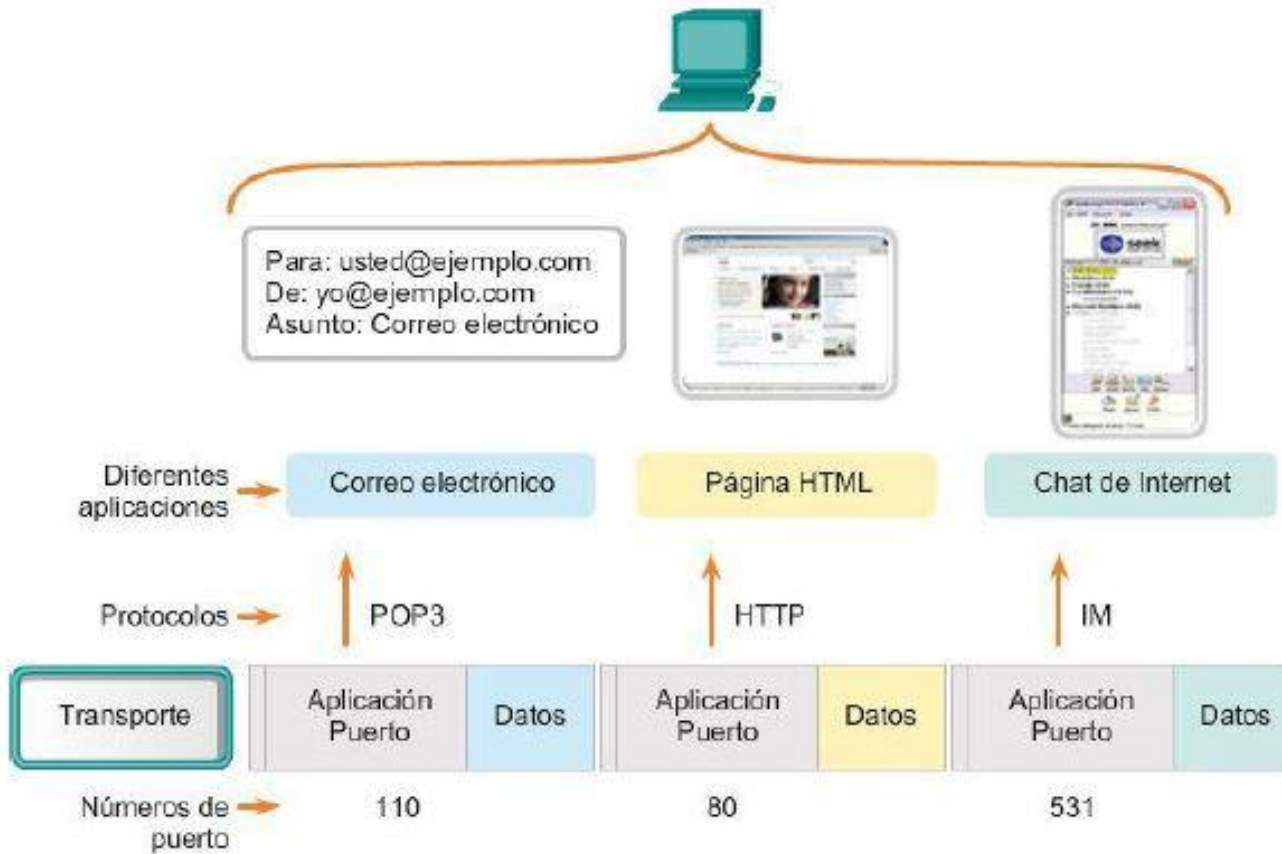 Para: usted@ejemplo.com
De: yo@ejemplo.com
Asunto: Correo electrónico
Diferentes
aplicaciones
Correo electrónico
Página HTML
Chat de Internet
Protocolos
POP3
HTTP
IM
Transporte
Aplicación
Puerto
Datos
Aplicación
Puerto
Datos
Aplicación
Puerto
Datos
Números de
puerto
110
80
531